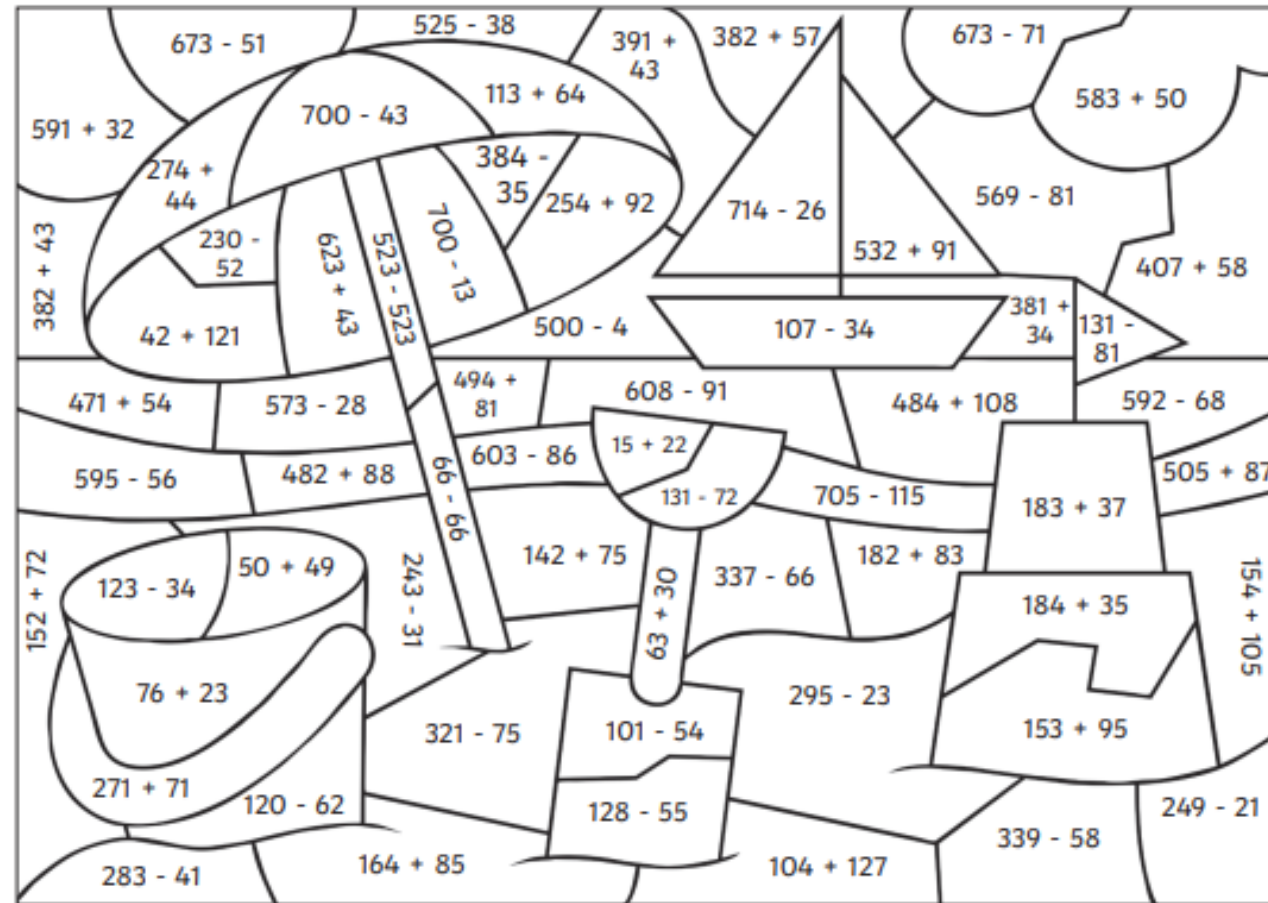 525 - 38
673 - 51
391 +
43
382 + 57
673 - 71
113 + 64
583 + 50
700 - 43
591 + 32
384 -
35
274 +
44
254 + 92
714 - 26
569 - 81
230 -
52
532 + 91
407 + 58
382 + 43
623 + 43
523 - 523
700 - 13
42 + 121
500 - 4
107 - 34
381 +
34
131 -
81
471 + 54
573 - 28
494 +
81
608 - 91
484 + 108
592 - 68
595 - 56
482 + 88
66 - 66
603 - 86
15 + 22
131 - 72
705 - 115
505 + 87
183 + 37
142 + 75
182 + 83
337 - 66
50 + 49
123 - 34
152 + 72
243 - 31
63 + 30
184 + 35
154 + 105
76 + 23
295 - 23
321 - 75
101 - 54
153 + 95
271 + 71
120 - 62
128 - 55
249 - 21
339 - 58
283 - 41
164 + 85
104 + 127